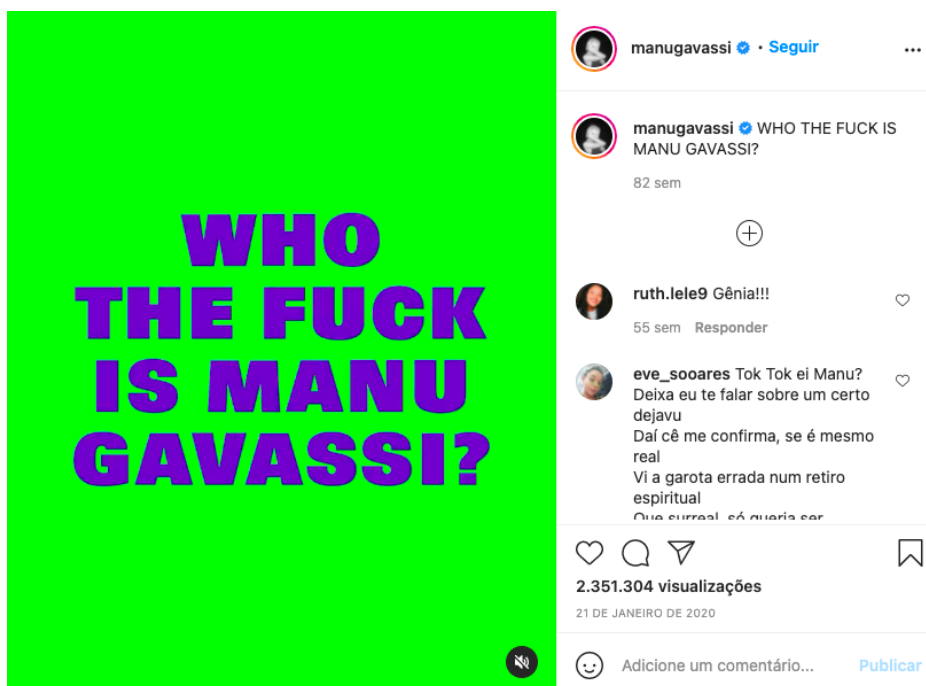 WHO
THE FUCK
IS MANU
GAVASSI?
manugavassi • Seguir
manugavassi WHO THE FUCK IS
MANU GAVASSI?
82 sem
ruth.lele9 Gênia!!!
55 sem Responder
eve_sooares Tok Tok ei Manu?
Deixa eu te falar sobre um certo
dejavu
Daí cê me confirma, se é mesmo
real
Vi a garota errada num retiro
espiritual
Que surreal, só queria ser
2.351.304 visualizações
21 DE JANEIRO DE 2020
Adicione um comentário...
Publicar